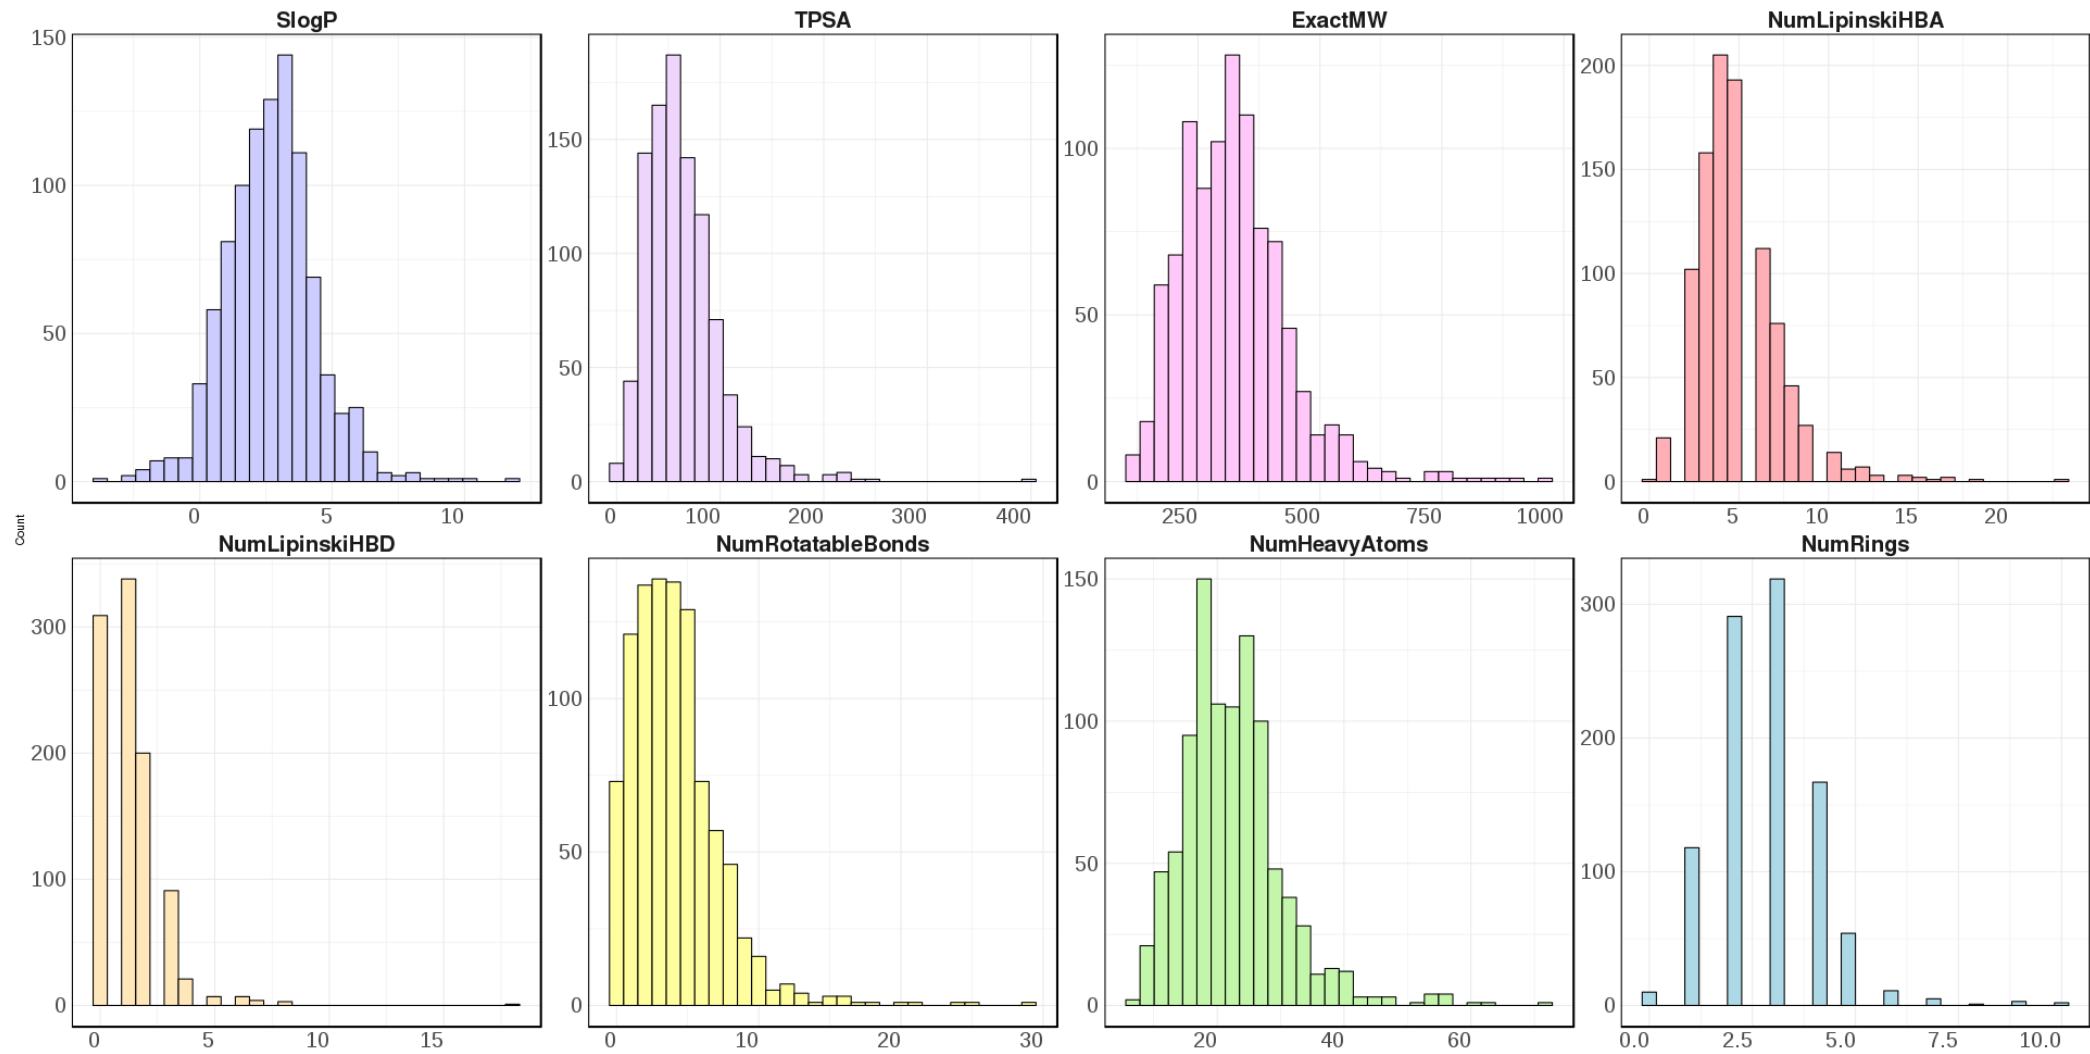 SlogP TPSA ExactMW NumLipinskiHBA
150
100
50
0
0 5 10
150
100
50
0
0 100 200 300 400
100
50
0
250 500 750 1000
200
150
100
50
0
0 5 10 15 20
Count
NumLipinskiHBD NumRotatableBonds NumHeavyAtoms NumRings
300
200
100
0
0 5 10 15
100
50
0
0 10 20 30
150
100
50
0
20 40 60
300
200
100
0
0.0 2.5 5.0 7.5 10.0